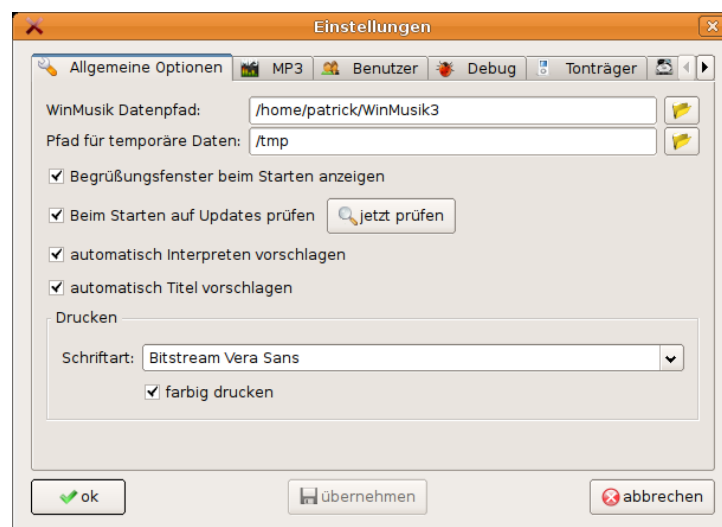 Einstellungen
Allgemeine Optionen MP3 Benutzer Debug Tonträger
WinMusik Datenpfad: /home/patrick/WinMusik3
Pfad für temporäre Daten: /tmp
Begrüßungsfenster beim Starten anzeigen
Beim Starten auf Updates prüfen jetzt prüfen
automatisch Interpreten vorschlagen
automatisch Titel vorschlagen
Drucken
Schriftart: Bitstream Vera Sans
farbig drucken
ok übernehmen abbrechen